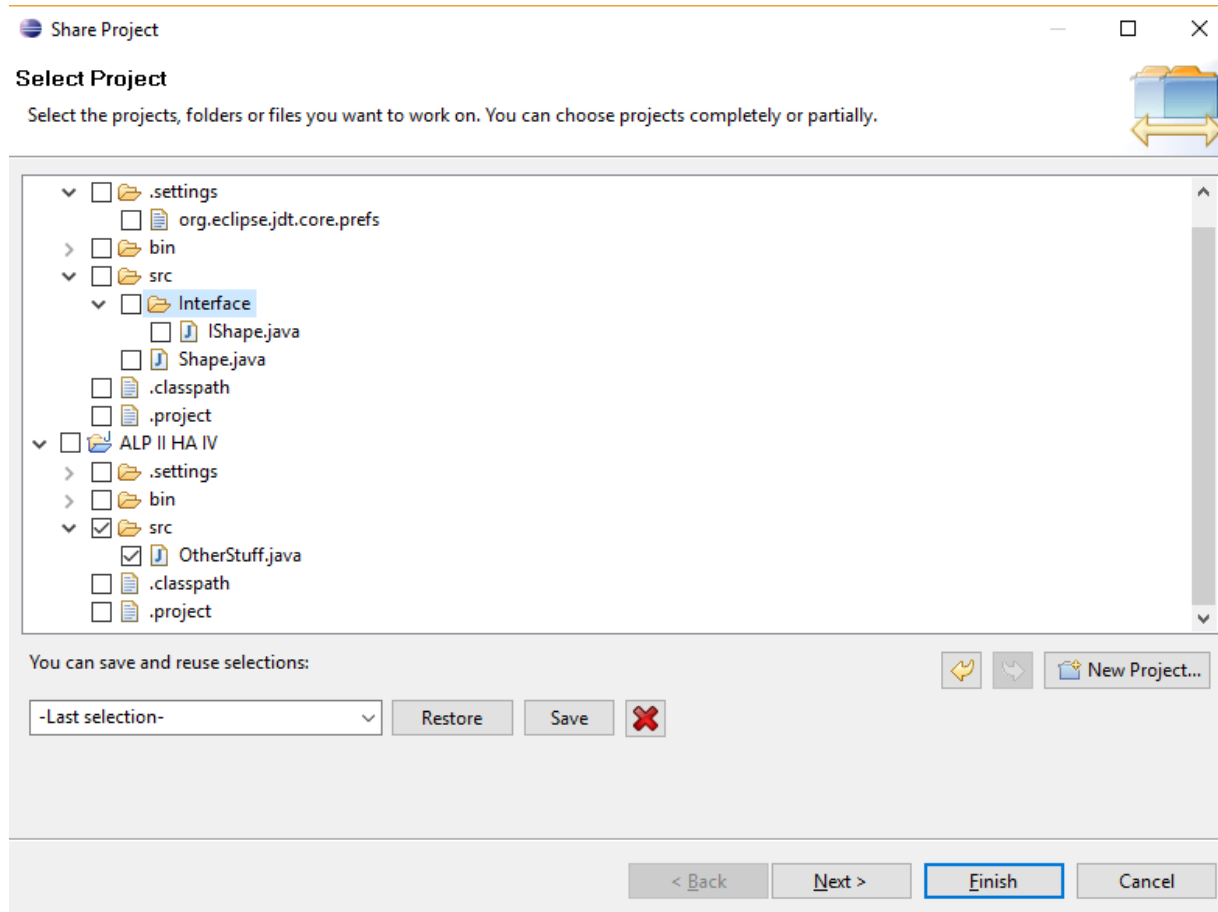 Share Project
Select Project
Select the projects, folders or files you want to work on. You can choose projects completely or partially.
.settings
org.eclipse.jdt.core.prefs
bin
src
Interface
IShape.java
Shape.java
.classpath
.project
ALP II HA IV
.settings
bin
src
OtherStuff.java
.classpath
.project
You can save and reuse selections:
New Project...
-Last selection-
Restore
Save
< Back
Next >
Finish
Cancel